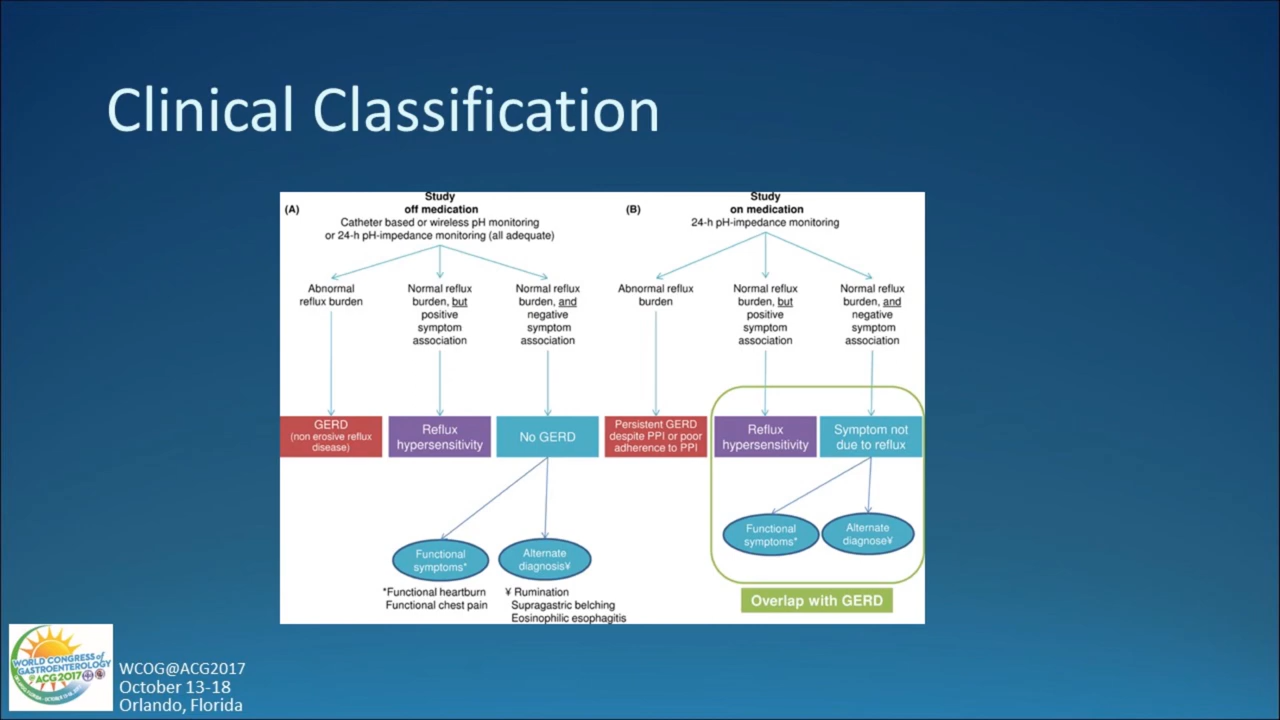 Clinical Classification
(A)
Study
off medication
Catheter based or wireless pH monitoring
or 24-h pH-impedance monitoring (all adequate)
Abnormal
reflux burden
Normal reflux
burden, but
positive
symptom
association
Normal reflux
burden, and
negative
symptom
association
GERD
(non erosive reflux
disease)
Reflux
hypersensitivity
No GERD
Functional
symptoms*
Alternate
diagnosis¥
*Functional heartburn
Functional chest pain
¥ Rumination
Supragastric belching
Eosinophilic esophagitis
(B)
Study
on medication
24-h pH-impedance monitoring
Abnormal reflux
burden
Normal reflux
burden, but
positive
symptom
association
Normal reflux
burden, and
negative
symptom
association
Persistent GERD
despite PPI or poor
adherence to PPI
Reflux
hypersensitivity
Symptom not
due to reflux
Functional
symptoms*
Alternate
diagnose¥
Overlap with GERD
WORLD CONGRESS of
GASTROENTEROLOGY
ACG2017
WCOG@ACG2017
October 13-18
Orlando, Florida